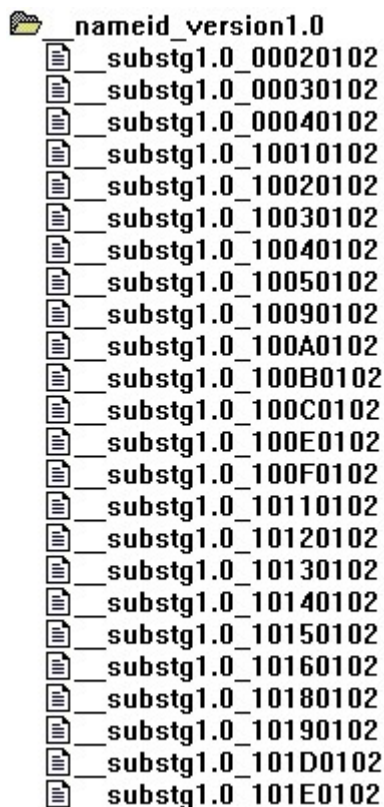 __nameid_version1.0
__substg1.0_00020102
__substg1.0_00030102
__substg1.0_00040102
__substg1.0_10010102
__substg1.0_10020102
__substg1.0_10030102
__substg1.0_10040102
__substg1.0_10050102
__substg1.0_10090102
__substg1.0_100A0102
__substg1.0_100B0102
__substg1.0_100C0102
__substg1.0_100E0102
__substg1.0_100F0102
__substg1.0_10110102
__substg1.0_10120102
__substg1.0_10130102
__substg1.0_10140102
__substg1.0_10150102
__substg1.0_10160102
__substg1.0_10180102
__substg1.0_10190102
__substg1.0_101D0102
__substg1.0_101E0102